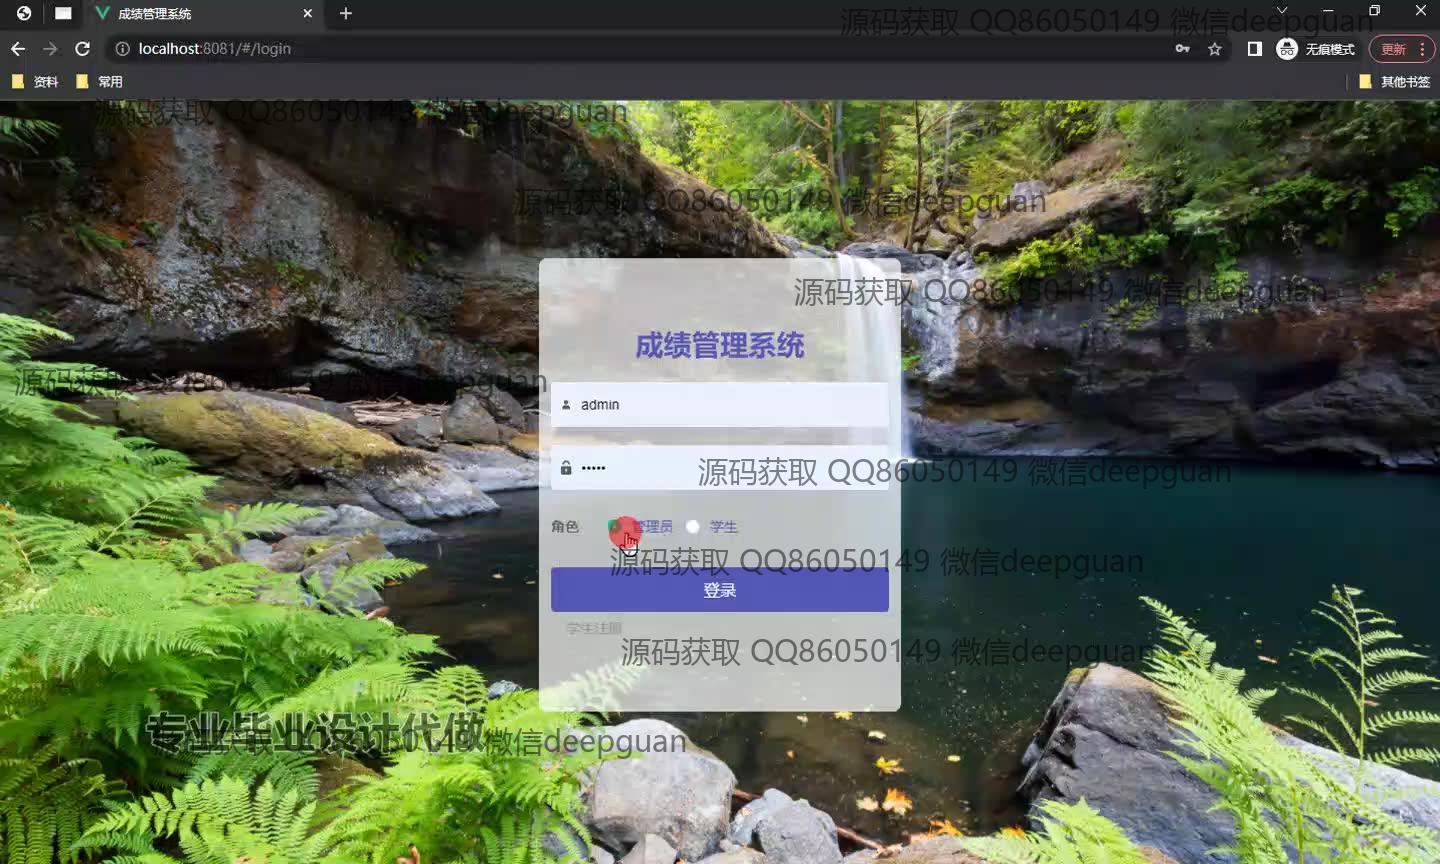 成绩管理系统
源码获取 QQ86050149 微信deepguan
localhost:8081/#/login
无痕模式
更新
资料
常用
其他书签
源码获取 QQ86050149 微信deepguan
源码获取 QQ86050149 微信deepguan
源码获取 QQ86050149 微信deepguan
成绩管理系统
源码获取 QQ86050149 微信deepguan
admin
•••••
源码获取 QQ86050149 微信deepguan
角色
管理员
学生
源码获取 QQ86050149 微信deepguan
登录
学生注册
源码获取 QQ86050149 微信deepguan
专业毕业设计代做
源码获取 QQ86050149 微信deepguan